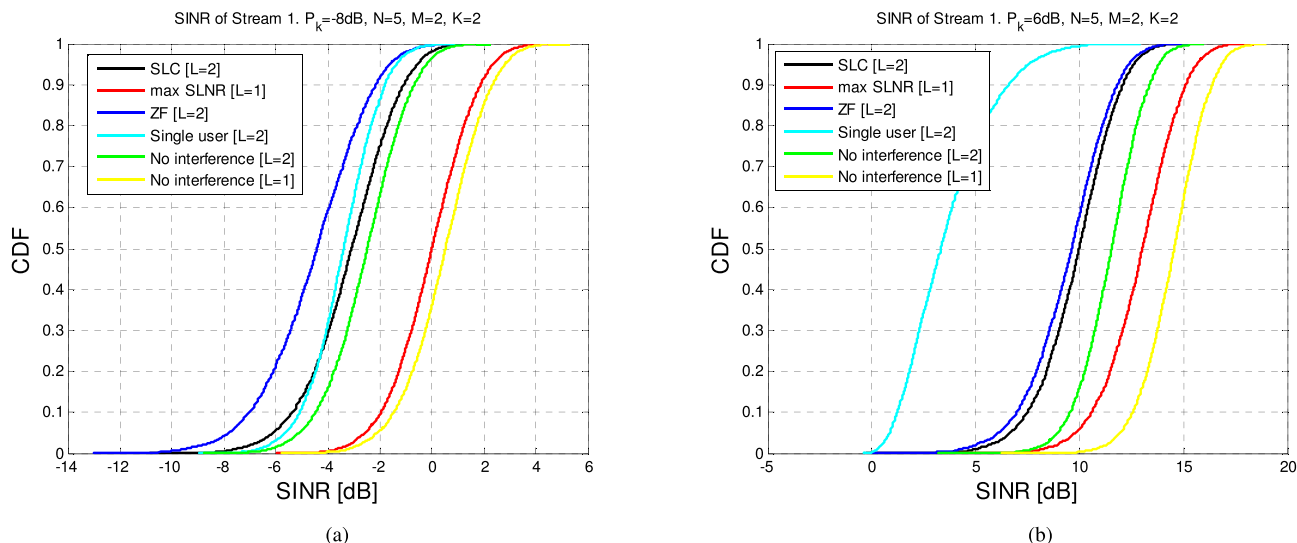 SINR of Stream 1. Pk=-8dB, N=5, M=2, K=2
1
0.9
0.8
0.7
0.6
0.5
0.4
0.3
0.2
0.1
0
CDF
SLC [L=2]
max SLNR [L=1]
ZF [L=2]
Single user [L=2]
No interference [L=2]
No interference [L=1]
-14 -12 -10 -8 -6 -4 -2 0 2 4 6
SINR [dB]
(a)
SINR of Stream 1. Pk=6dB, N=5, M=2, K=2
1
0.9
0.8
0.7
0.6
0.5
0.4
0.3
0.2
0.1
0
CDF
SLC [L=2]
max SLNR [L=1]
ZF [L=2]
Single user [L=2]
No interference [L=2]
No interference [L=1]
-5 0 5 10 15 20
SINR [dB]
(b)